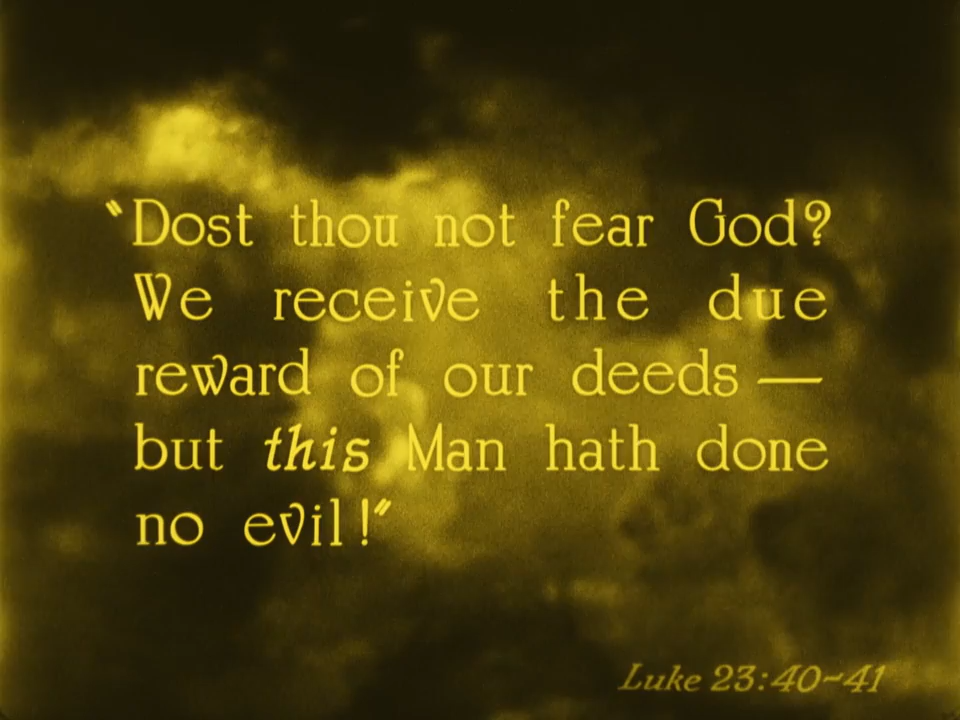 “Dost thou not fear God?
We receive the due
reward of our deeds —
but this Man hath done
no evil!”
Luke 23:40~41